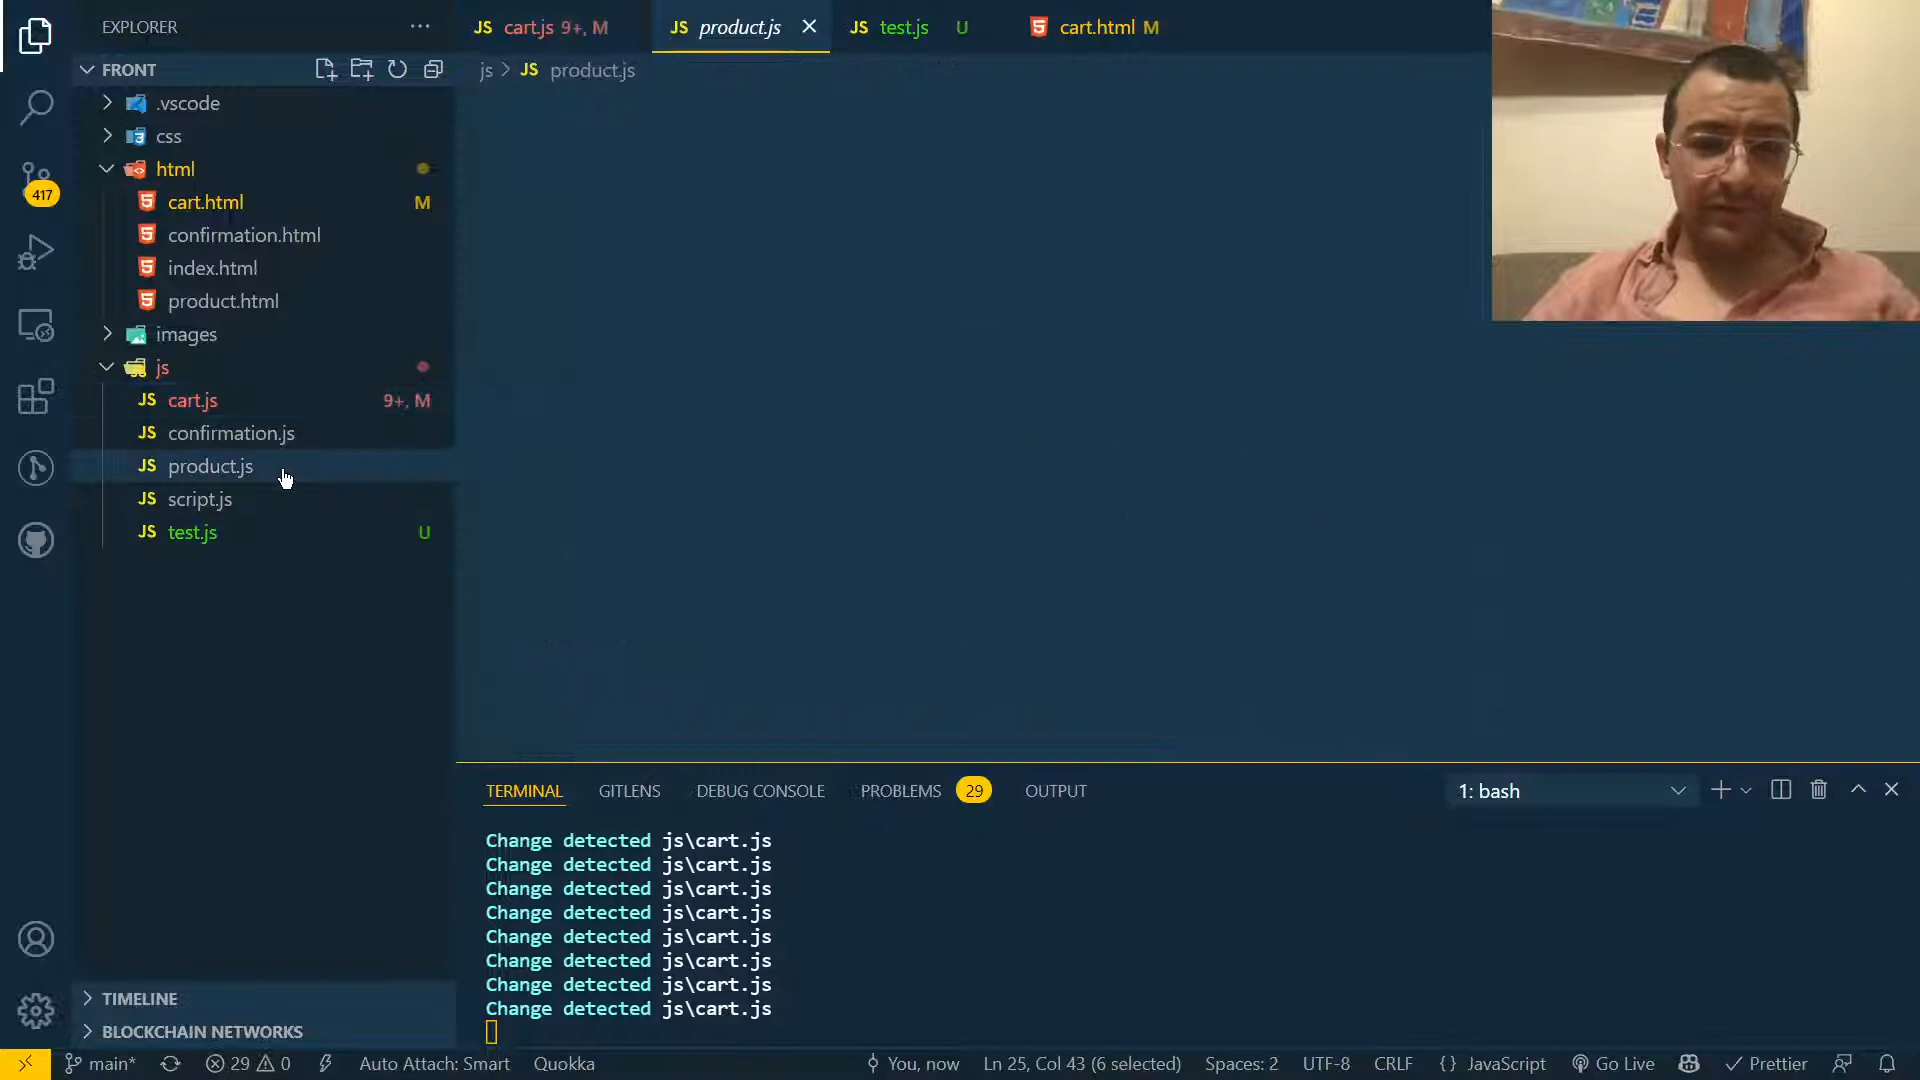 EXPLORER
JS cart.js 9+, M
JS product.js
JS test.js U
cart.html M
FRONT
js > JS product.js
.vscode
css
html
cart.html M
confirmation.html
index.html
product.html
images
js
JS cart.js 9+, M
JS confirmation.js
JS product.js
JS script.js
JS test.js U
417
TERMINAL
GITLENS
DEBUG CONSOLE
PROBLEMS 29
OUTPUT
1: bash
Change detected js\cart.js
Change detected js\cart.js
Change detected js\cart.js
Change detected js\cart.js
Change detected js\cart.js
Change detected js\cart.js
Change detected js\cart.js
Change detected js\cart.js
TIMELINE
BLOCKCHAIN NETWORKS
main* 29 0 Auto Attach: Smart Quokka You, now Ln 25, Col 43 (6 selected) Spaces: 2 UTF-8 CRLF {} JavaScript Go Live Prettier